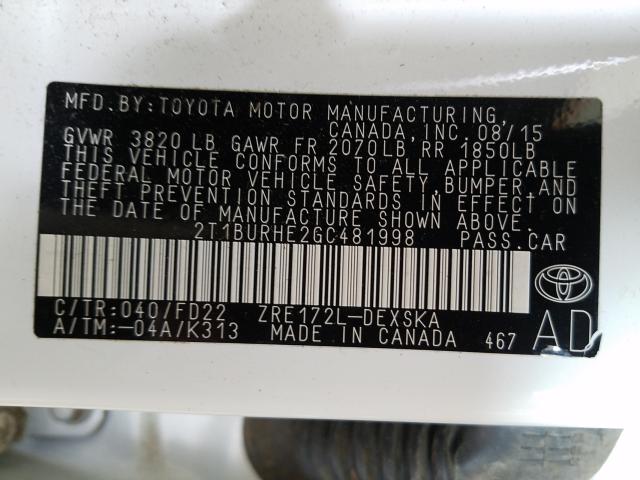 MFD. BY: TOYOTA MOTOR MANUFACTURING,
CANADA, INC. 08/15
GVWR 3820 LB GAWR FR 2070LB, RR 1850LB
THIS VEHICLE CONFORMS TO ALL APPLICABLE
FEDERAL MOTOR VEHICLE SAFETY, BUMPER, AND
THEFT PREVENTION STANDARDS IN EFFECT ON
THE DATE OF MANUFACTURE SHOWN ABOVE.
2T1BURHE2GC481998 PASS. CAR
C/TR: 040/FD22 ZRE172L-DEXSKA
A/TM: -04A/K313 MADE IN CANADA 467 AD